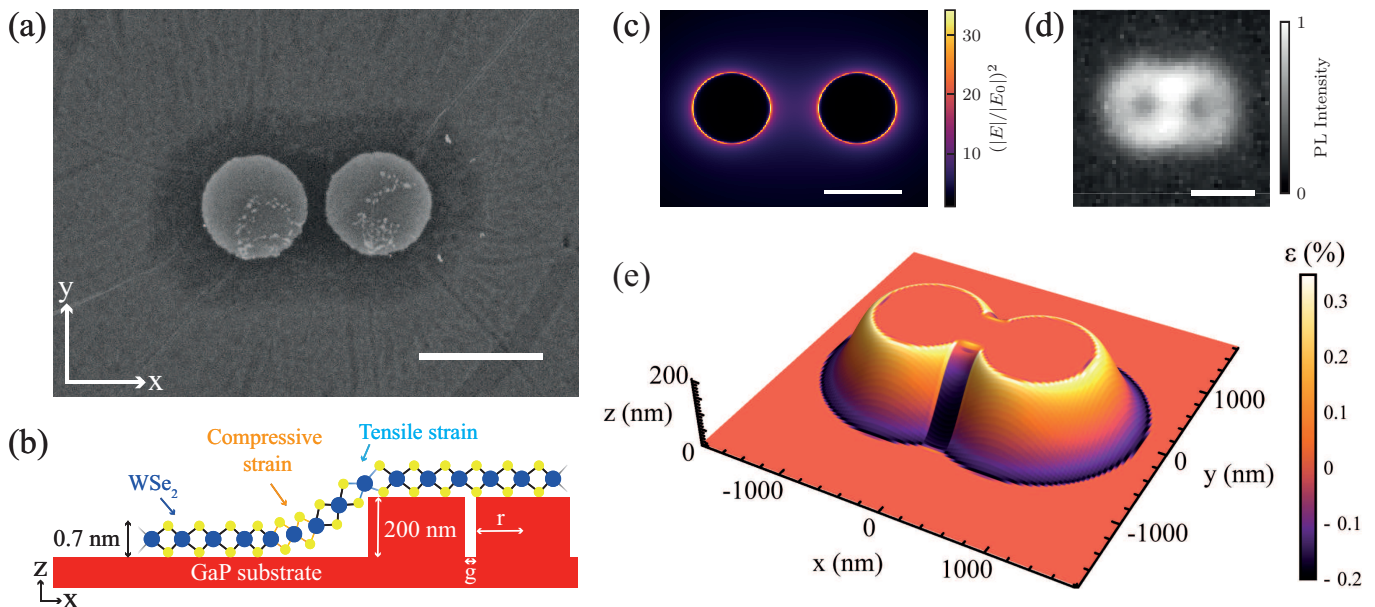 (a)
y
x
(b)
WSe2
Compressive
strain
Tensile strain
0.7 nm
200 nm
r
g
GaP substrate
z
x
(c)
30
20
10
(|E|/|E0|)²
(d)
1
0
PL Intensity
(e)
200
z (nm)
0
-1000
0
1000
x (nm)
1000
0
y (nm)
-1000
ε (%)
0.3
0.2
0.1
0
- 0.1
- 0.2